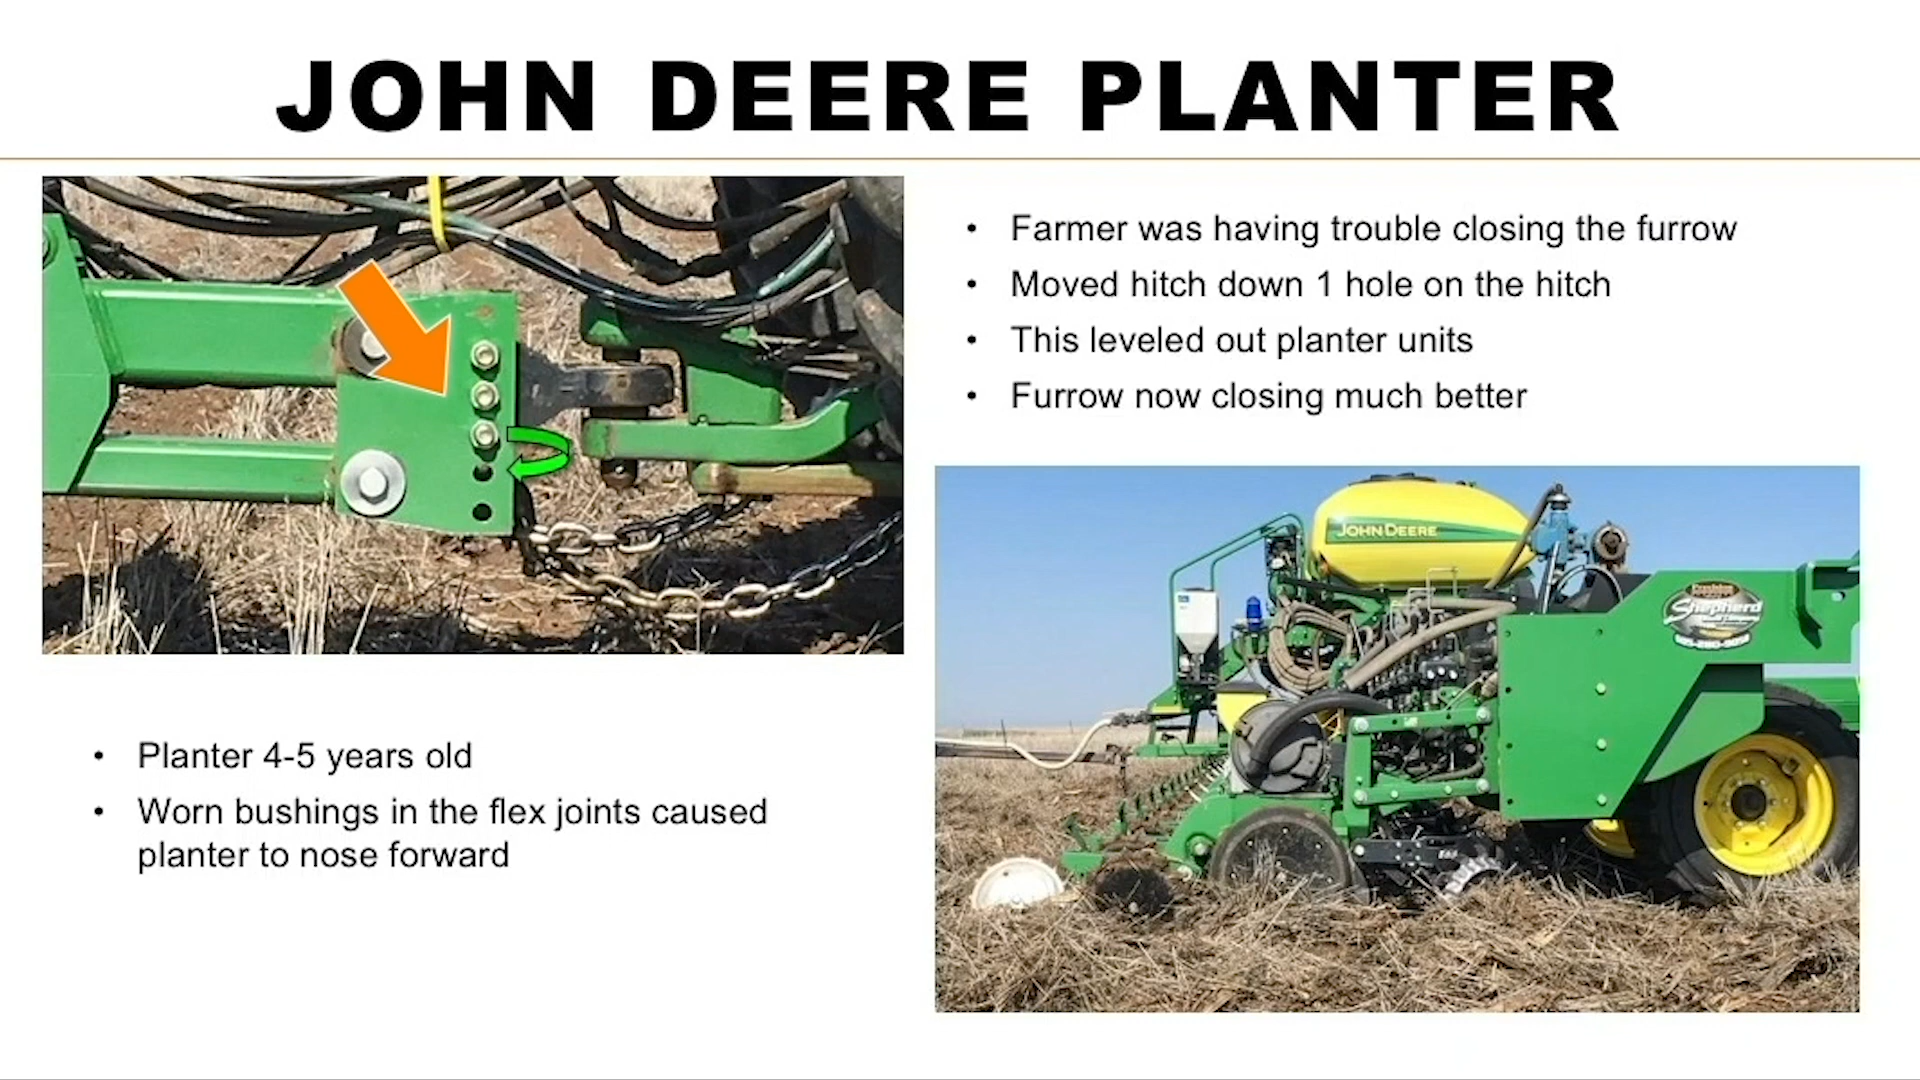 JOHN DEERE PLANTER
• Farmer was having trouble closing the furrow
• Moved hitch down 1 hole on the hitch
• This leveled out planter units
• Furrow now closing much better
• Planter 4-5 years old
• Worn bushings in the flex joints caused
planter to nose forward
JOHN DEERE
Shepherd